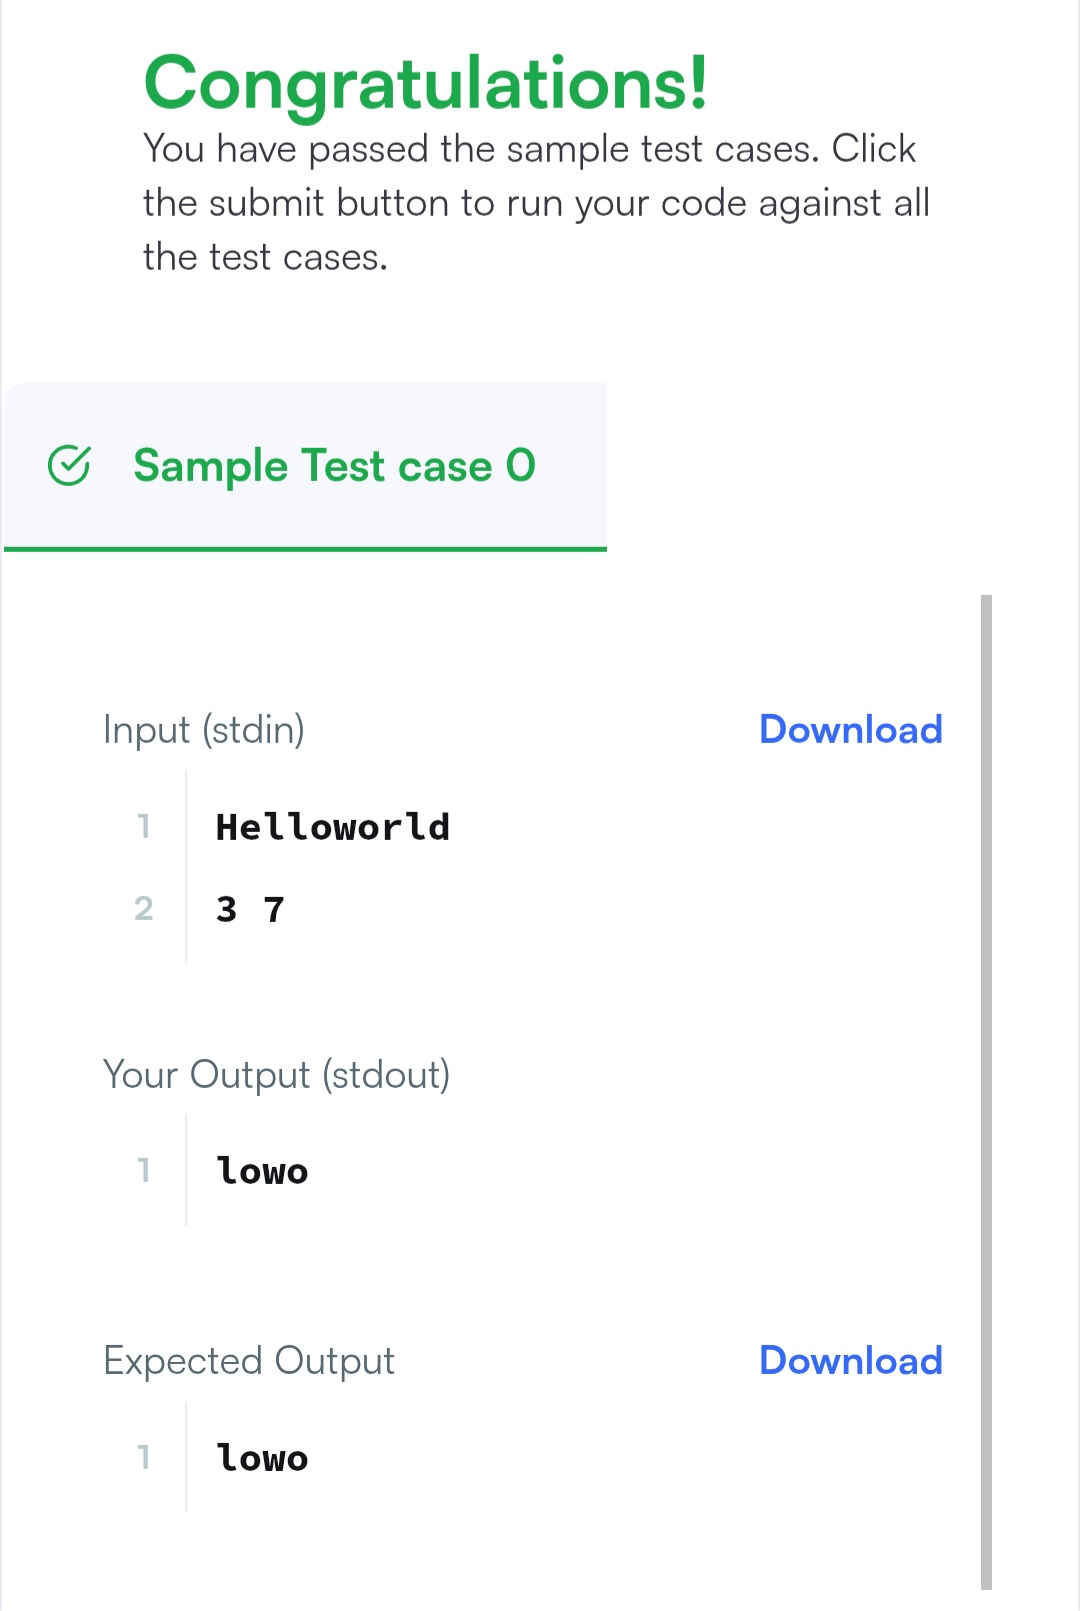 Congratulations!
You have passed the sample test cases. Click
the submit button to run your code against all
the test cases.
Sample Test case 0
Input (stdin) Download
1 Helloworld
2 3 7
Your Output (stdout)
1 lowo
Expected Output Download
1 lowo